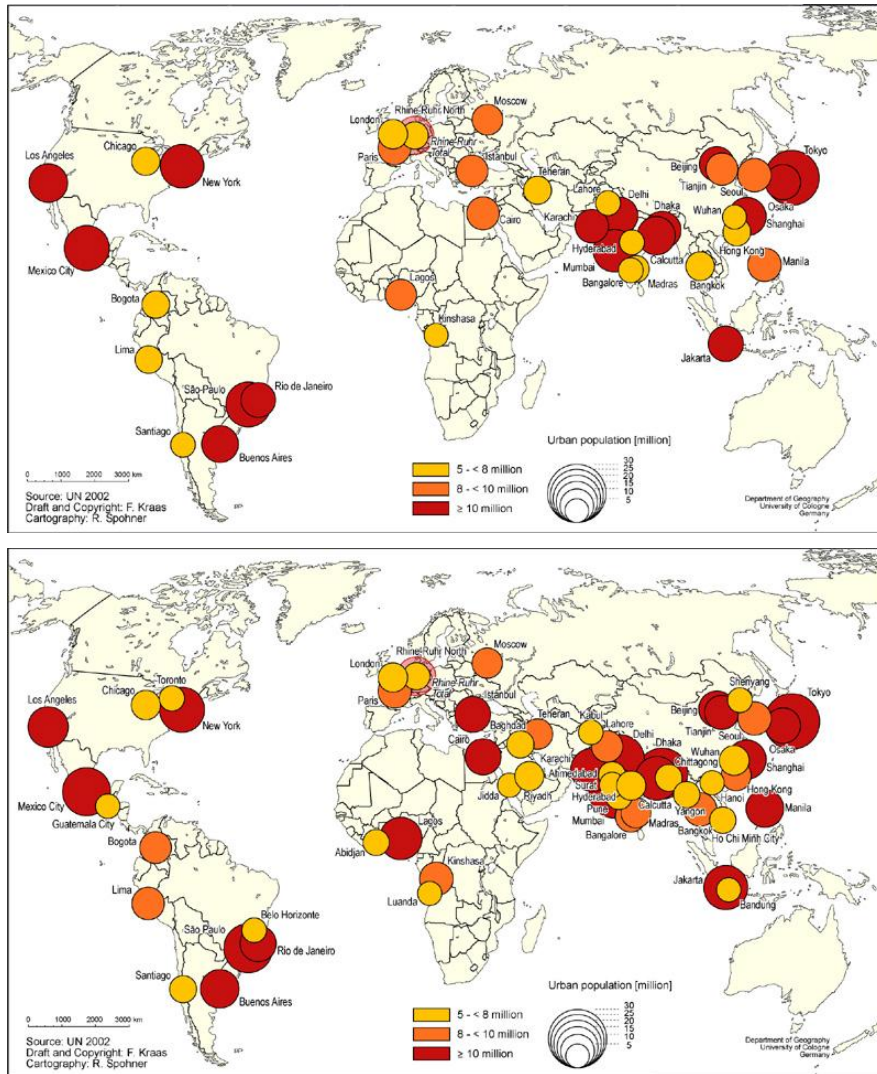 Moscow
Rhine-Ruhr North
London
Rhine-Ruhr
Total
Paris
Istanbul
Chicago
Los Angeles
New York
Teheran
Lahore
Delhi
Dhaka
Beijing
Tianjin
Seoul
Tokyo
Osaka
Wuhan
Shanghai
Cairo
Karachi
Hyderabad
Hong Kong
Mexico City
Mumbai
Calcutta
Manila
Bangalore
Madras
Bangkok
Lagos
Bogota
Kinshasa
Lima
Jakarta
São Paulo
Rio de Janeiro
Santiago
Buenos Aires
Urban population [million]
30
25
20
15
10
5
0 1000 2000 3000 km
5 - < 8 million
8 - < 10 million
≥ 10 million
Source: UN 2002
Draft and Copyright: F. Kraas
Cartography: R. Spohner
Department of Geography
University of Cologne
Germany
Moscow
Rhine-Ruhr North
London
Rhine-Ruhr
Total
Paris
Istanbul
Toronto
Chicago
Los Angeles
New York
Shenyang
Teheran
Kabul
Baghdad
Lahore
Delhi
Dhaka
Beijing
Tianjin
Seoul
Tokyo
Osaka
Wuhan
Shanghai
Cairo
Karachi
Chittagong
Ahmedabad
Surat
Hyderabad
Jidda
Riyadh
Hong Kong
Hanoi
Mexico City
Guatemala City
Pune
Calcutta
Yangon
Manila
Mumbai
Bangalore
Madras
Bangkok
Ho Chi Minh City
Lagos
Abidjan
Bogota
Kinshasa
Lima
Luanda
Jakarta
Bandung
Belo Horizonte
São Paulo
Rio de Janeiro
Santiago
Buenos Aires
Urban population [million]
30
25
20
15
10
5
0 1000 2000 3000 km
5 - < 8 million
8 - < 10 million
≥ 10 million
Source: UN 2002
Draft and Copyright: F. Kraas
Cartography: R. Spohner
Department of Geography
University of Cologne
Germany